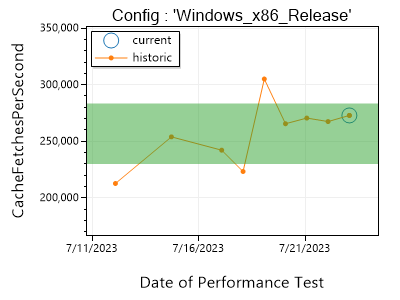 Config : 'Windows_x86_Release'
CacheFetchesPerSecond
350,000
300,000
250,000
200,000
current
historic
7/11/2023
7/16/2023
7/21/2023
Date of Performance Test